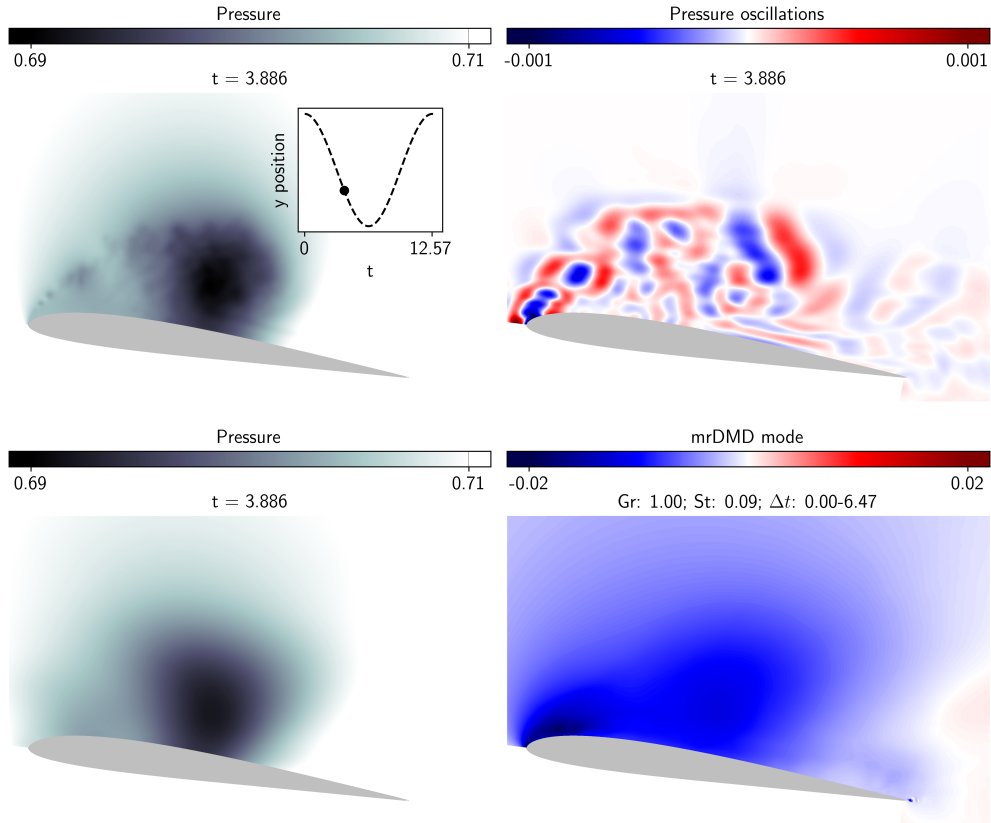 Pressure
0.69 0.71
t = 3.886
y position
0 12.57
t
Pressure oscillations
-0.001 0.001
t = 3.886
Pressure
0.69 0.71
t = 3.886
mrDMD mode
-0.02 0.02
Gr: 1.00; St: 0.09; Δt: 0.00-6.47